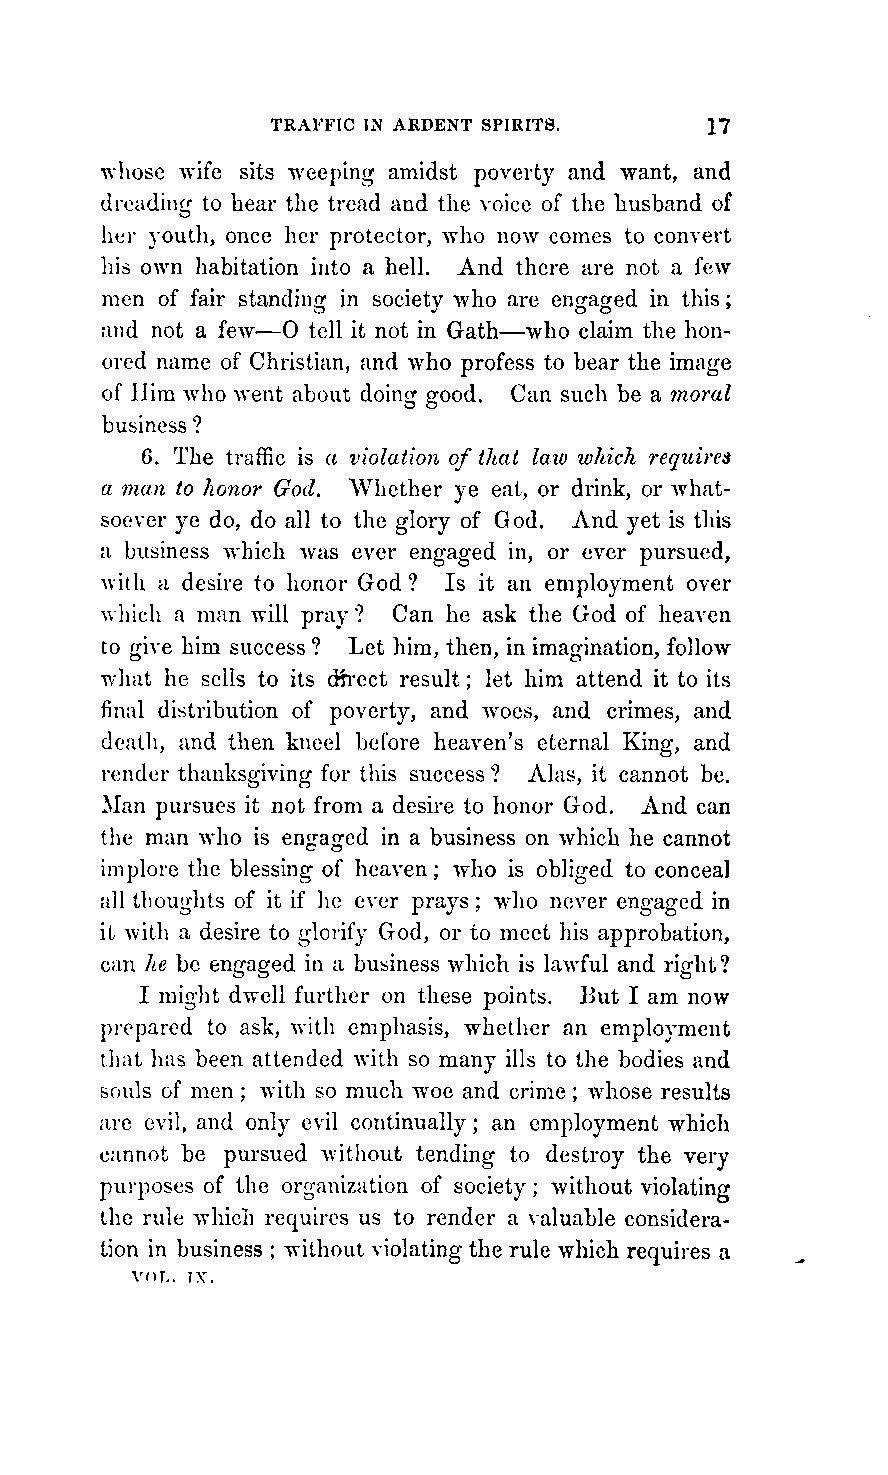 TRAFFIC IN ARDENT SPIRITS. 17
whose wife sits weeping amidst poverty and want, and
dreading to hear the tread and the voice of the husband of
her youth, once her protector, who now comes to convert
his own habitation into a hell. And there are not a few
men of fair standing in society who are engaged in this;
and not a few—O tell it not in Gath—who claim the hon-
ored name of Christian, and who profess to bear the image
of Him who went about doing good. Can such be a moral
business?
6. The traffic is a violation of that law which requires
a man to honor God. Whether ye eat, or drink, or what-
soever ye do, do all to the glory of God. And yet is this
a business which was ever engaged in, or ever pursued,
with a desire to honor God? Is it an employment over
which a man will pray? Can he ask the God of heaven
to give him success? Let him, then, in imagination, follow
what he sells to its direct result; let him attend it to its
final distribution of poverty, and woes, and crimes, and
death, and then kneel before heaven's eternal King, and
render thanksgiving for this success? Alas, it cannot be.
Man pursues it not from a desire to honor God. And can
the man who is engaged in a business on which he cannot
implore the blessing of heaven; who is obliged to conceal
all thoughts of it if he ever prays; who never engaged in
it with a desire to glorify God, or to meet his approbation,
can he be engaged in a business which is lawful and right?
I might dwell further on these points. But I am now
prepared to ask, with emphasis, whether an employment
that has been attended with so many ills to the bodies and
souls of men; with so much woe and crime; whose results
are evil, and only evil continually; an employment which
cannot be pursued without tending to destroy the very
purposes of the organization of society; without violating
the rule which requires us to render a valuable considera-
tion in business; without violating the rule which requires a
VOL. IX.